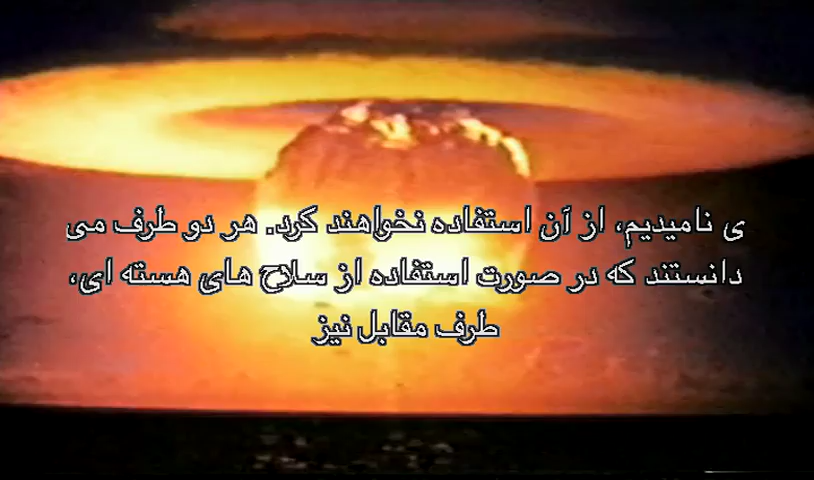 ی نامیدیم، از آن استفاده نخواهند کرد. هر دو طرف می
دانستند که در صورت استفاده از سلاح های هسته ای،
طرف مقابل نیز